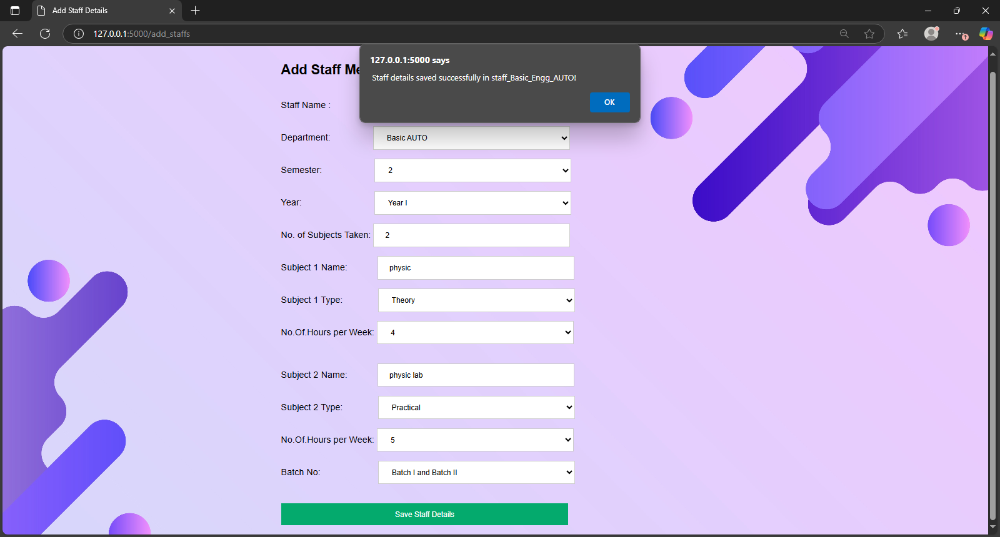 Add Staff Details
127.0.0.1:5000/add_staffs
127.0.0.1:5000 says
Staff details saved successfully in staff_Basic_Engg_AUTO!
OK
Add Staff
Staff Name :
Department: Basic AUTO
Semester: 2
Year: Year I
No. of Subjects Taken: 2
Subject 1 Name: physic
Subject 1 Type: Theory
No.Of.Hours per Week: 4
Subject 2 Name: physic lab
Subject 2 Type: Practical
No.Of.Hours per Week: 5
Batch No: Batch I and Batch II
Save Staff Details